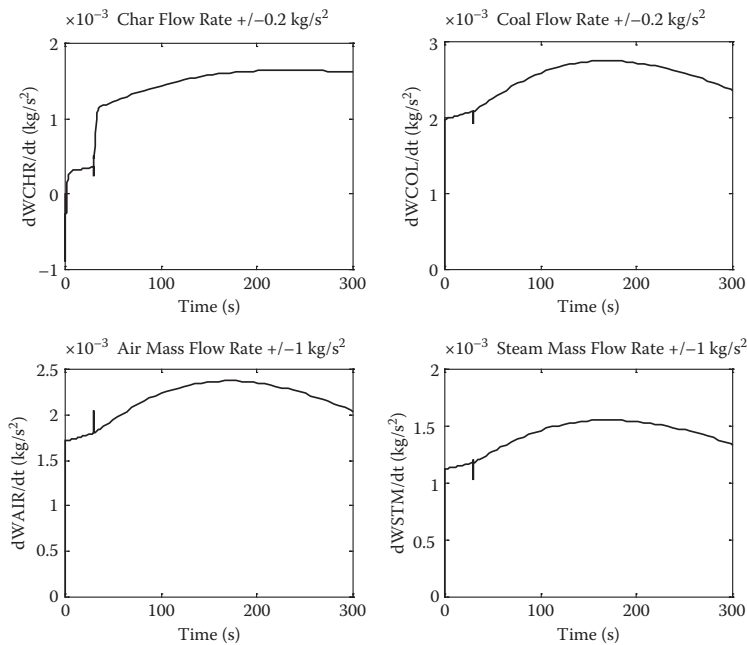 ×10⁻³ Char Flow Rate +/−0.2 kg/s²
2
1
0
−1
dWCHR/dt (kg/s²)
0 100 200 300
Time (s)
×10⁻³ Coal Flow Rate +/−0.2 kg/s²
3
2
1
0
dWCOL/dt (kg/s²)
0 100 200 300
Time (s)
×10⁻³ Air Mass Flow Rate +/−1 kg/s²
2.5
2
1.5
1
0.5
0
dWAIR/dt (kg/s²)
0 100 200 300
Time (s)
×10⁻³ Steam Mass Flow Rate +/−1 kg/s²
2
1.5
1
0.5
0
dWSTM/dt (kg/s²)
0 100 200 300
Time (s)